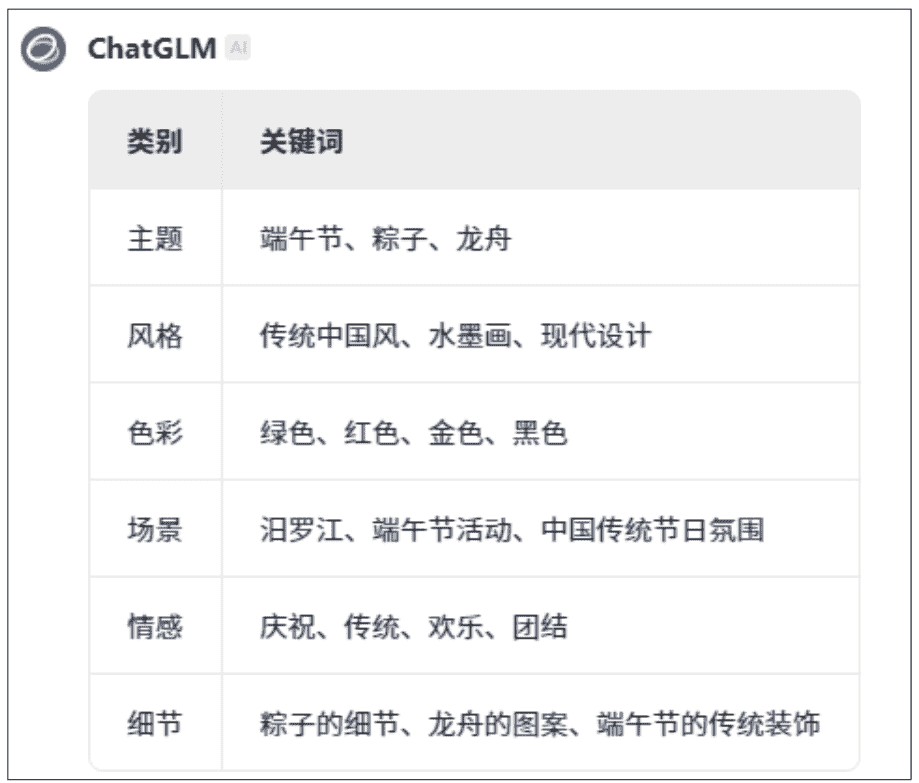 ChatGLM AI
类别 关键词
主题 端午节、粽子、龙舟
风格 传统中国风、水墨画、现代设计
色彩 绿色、红色、金色、黑色
场景 汨罗江、端午节活动、中国传统节日氛围
情感 庆祝、传统、欢乐、团结
细节 粽子的细节、龙舟的图案、端午节的传统装饰